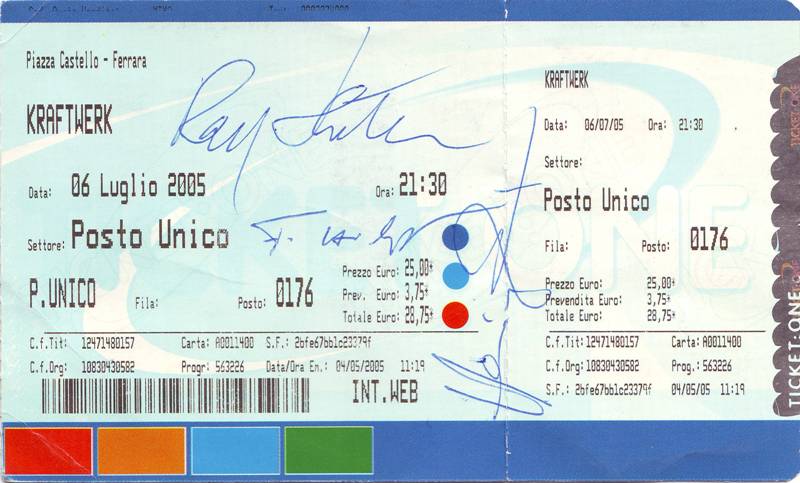 Piazza Castello - Ferrara
KRAFTWERK
Data: 06 Luglio 2005 Ora: 21:30
Settore: Posto Unico
P.UNICO Fila: Posto: 0176
Prezzo Euro: 25,00*
Prev. Euro: 3,75*
Totale Euro: 28,75*
C.f.Tit: 12471480157 Carta: A0011400 S.F.: 2bfe67bb1c23379f
C.f.Org: 10830430582 Progr: 563226 Data/Ora Em.: 04/05/2005 11:19
INT.WEB
KRAFTWERK
Data: 06/07/05 Ora: 21:30
Settore:
Posto Unico
Fila: Posto: 0176
Prezzo Euro: 25,00*
Prevendita Euro: 3,75*
Totale Euro: 28,75*
C.f.Tit.:12471480157 Carta: A0011400
C.f.Org.:10830430582 Progr.:563226
S.F.: 2bfe67bb1c23379f 04/05/05 11:19
TICKET:ONE
TICKET:ONE